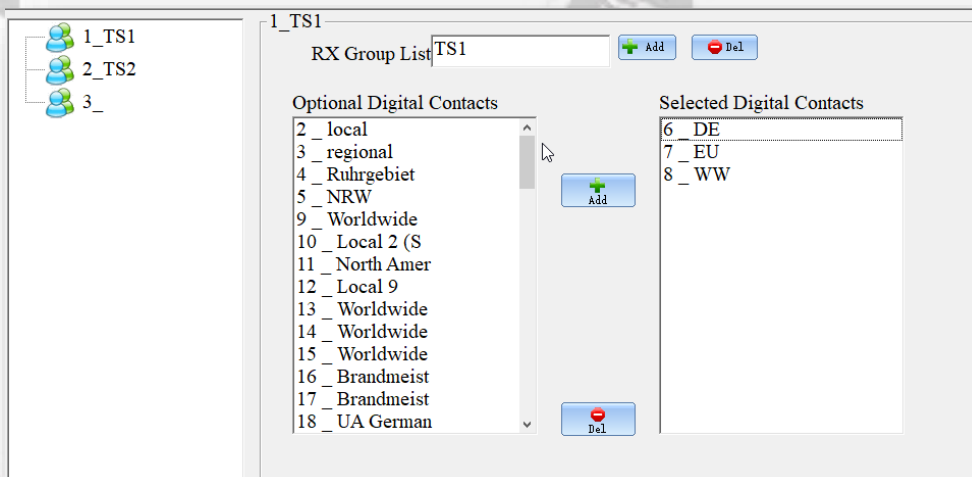 1_TS1
2_TS2
3_
1_TS1
RX Group List TS1 Add Del
Optional Digital Contacts
2 _ local
3 _ regional
4 _ Ruhrgebiet
5 _ NRW
9 _ Worldwide
10 _ Local 2 (S
11 _ North Amer
12 _ Local 9
13 _ Worldwide
14 _ Worldwide
15 _ Worldwide
16 _ Brandmeist
17 _ Brandmeist
18 _ UA German
Add
Del
Selected Digital Contacts
6 _ DE
7 _ EU
8 _ WW